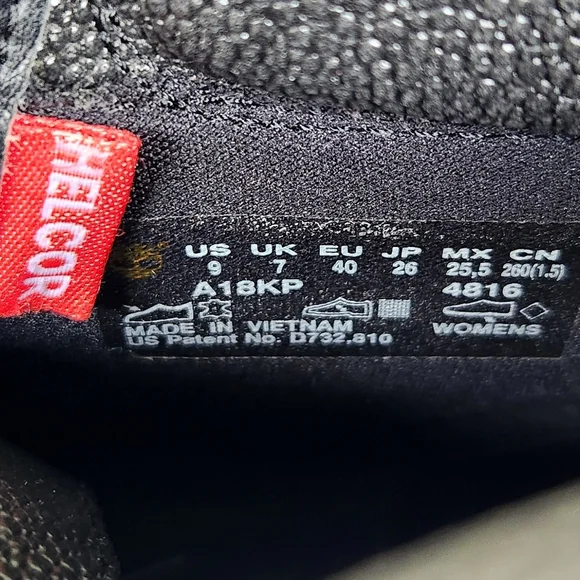 HELCOR
US UK EU JP MX CN
9 7 40 26 25,5 260(1.5)
A18KP 4816
MADE IN VIETNAM WOMENS
US Patent No. D732,810